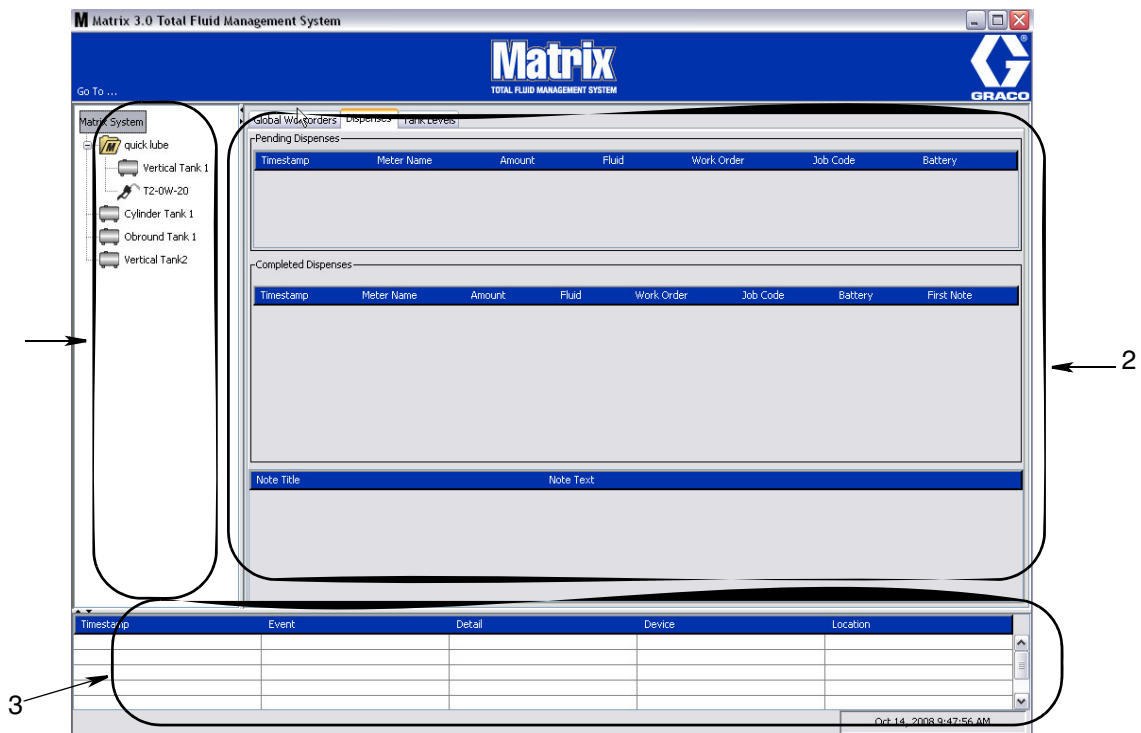 Matrix 3.0 Total Fluid Management System
Matrix
TOTAL FLUID MANAGEMENT SYSTEM
GRACO
Go To ...
Matrix System
quick lube
Vertical Tank 1
T2-0W-20
Cylinder Tank 1
Obround Tank 1
Vertical Tank2
Global Workorders Dispenses Tank Levels
Pending Dispenses
Timestamp Meter Name Amount Fluid Work Order Job Code Battery
Completed Dispenses
Timestamp Meter Name Amount Fluid Work Order Job Code Battery First Note
2
Note Title Note Text
Timestamp Event Detail Device Location
3
Oct 14, 2008 9:47:56 AM